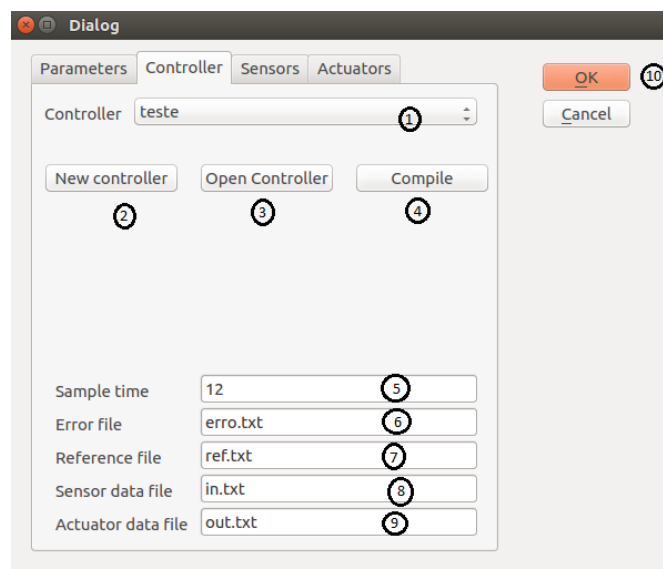 Dialog
Parameters Controller Sensors Actuators
OK 10
Controller teste 1
Cancel
New controller Open Controller Compile
2 3 4
Sample time 12 5
Error file erro.txt 6
Reference file ref.txt 7
Sensor data file in.txt 8
Actuator data file out.txt 9